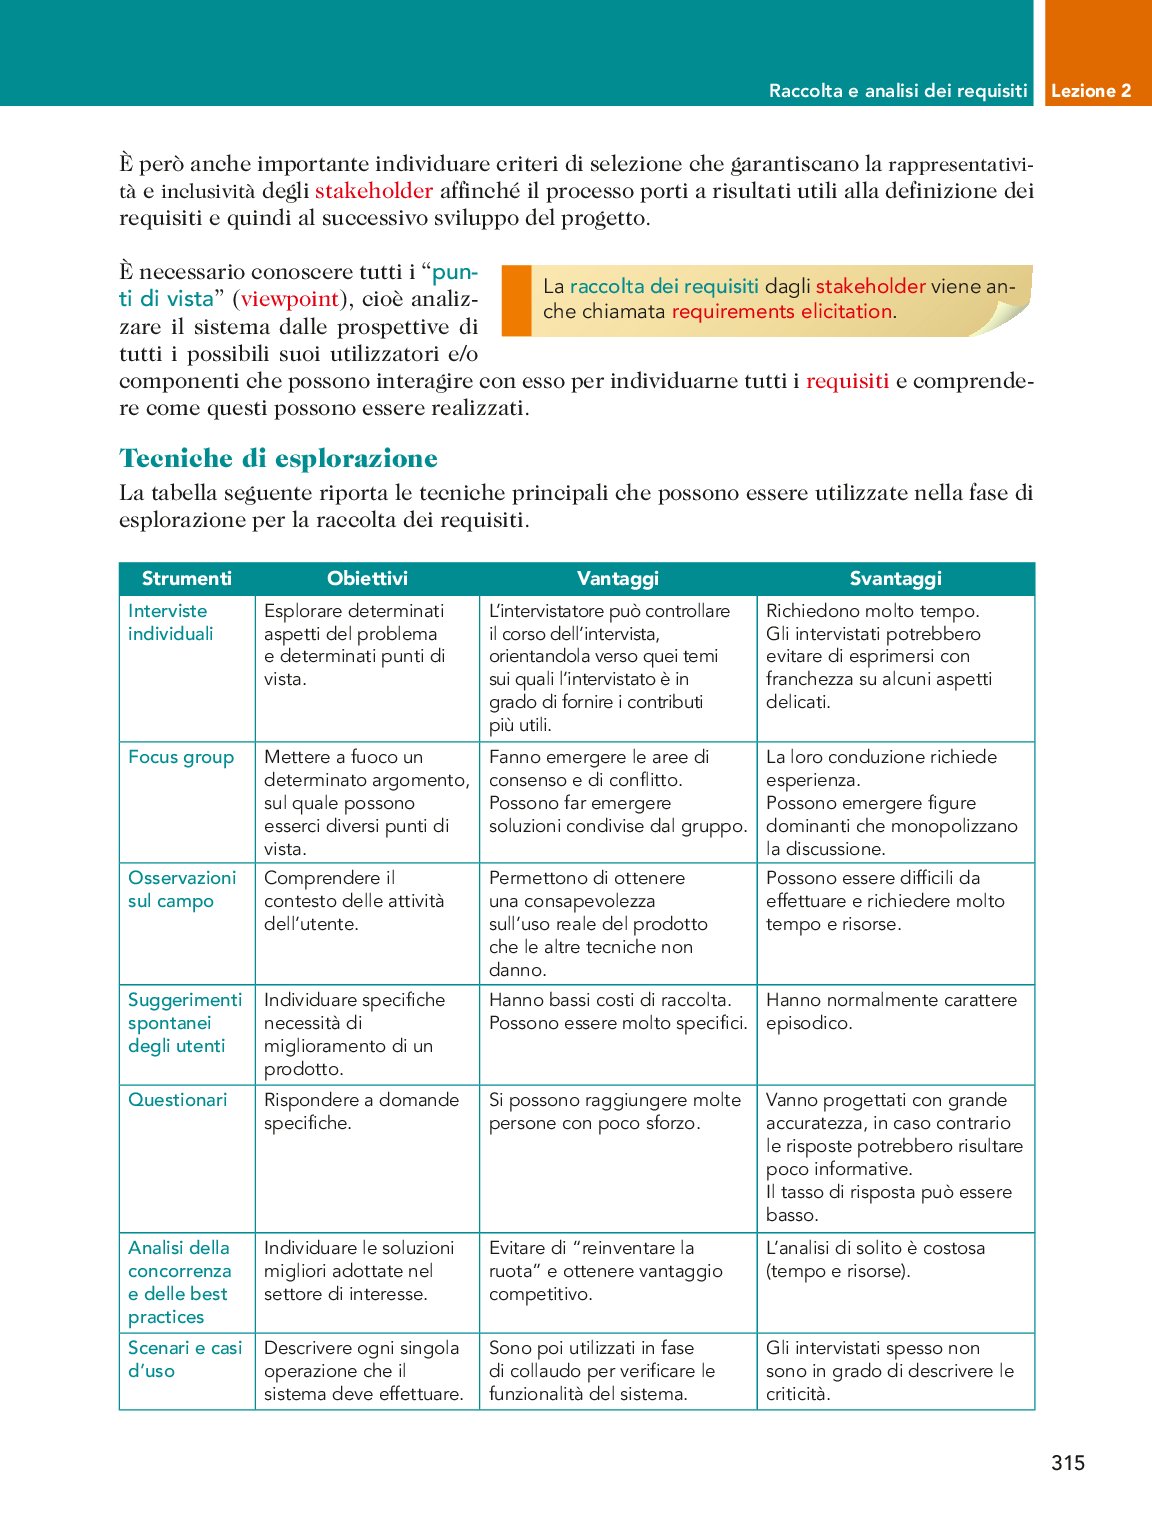 Raccolta e analisi dei requisiti
Lezione 2
È però anche importante individuare criteri di selezione che garantiscano la rappresentativi-
tà e inclusività degli stakeholder affinché il processo porti a risultati utili alla definizione dei
requisiti e quindi al successivo sviluppo del progetto.
È necessario conoscere tutti i “pun-
ti di vista” (viewpoint), cioè analiz-
zare il sistema dalle prospettive di
tutti i possibili suoi utilizzatori e/o
componenti che possono interagire con esso per individuarne tutti i requisiti e comprende-
re come questi possono essere realizzati.
La raccolta dei requisiti dagli stakeholder viene an-
che chiamata requirements elicitation.
Tecniche di esplorazione
La tabella seguente riporta le tecniche principali che possono essere utilizzate nella fase di
esplorazione per la raccolta dei requisiti.
Strumenti
Obiettivi
Vantaggi
Svantaggi
Interviste
individuali
Esplorare determinati
aspetti del problema
e determinati punti di
vista.
L’intervistatore può controllare
il corso dell’intervista,
orientandola verso quei temi
sui quali l’intervistato è in
grado di fornire i contributi
più utili.
Richiedono molto tempo.
Gli intervistati potrebbero
evitare di esprimersi con
franchezza su alcuni aspetti
delicati.
Focus group
Mettere a fuoco un
determinato argomento,
sul quale possono
esserci diversi punti di
vista.
Fanno emergere le aree di
consenso e di conflitto.
Possono far emergere
soluzioni condivise dal gruppo.
La loro conduzione richiede
esperienza.
Possono emergere figure
dominanti che monopolizzano
la discussione.
Osservazioni
sul campo
Comprendere il
contesto delle attività
dell’utente.
Permettono di ottenere
una consapevolezza
sull’uso reale del prodotto
che le altre tecniche non
danno.
Possono essere difficili da
effettuare e richiedere molto
tempo e risorse.
Suggerimenti
spontanei
degli utenti
Individuare specifiche
necessità di
miglioramento di un
prodotto.
Hanno bassi costi di raccolta.
Possono essere molto specifici.
Hanno normalmente carattere
episodico.
Questionari
Rispondere a domande
specifiche.
Si possono raggiungere molte
persone con poco sforzo.
Vanno progettati con grande
accuratezza, in caso contrario
le risposte potrebbero risultare
poco informative.
Il tasso di risposta può essere
basso.
Analisi della
concorrenza
e delle best
practices
Individuare le soluzioni
migliori adottate nel
settore di interesse.
Evitare di “reinventare la
ruota” e ottenere vantaggio
competitivo.
L’analisi di solito è costosa
(tempo e risorse).
Scenari e casi
d’uso
Descrivere ogni singola
operazione che il
sistema deve effettuare.
Sono poi utilizzati in fase
di collaudo per verificare le
funzionalità del sistema.
Gli intervistati spesso non
sono in grado di descrivere le
criticità.
315